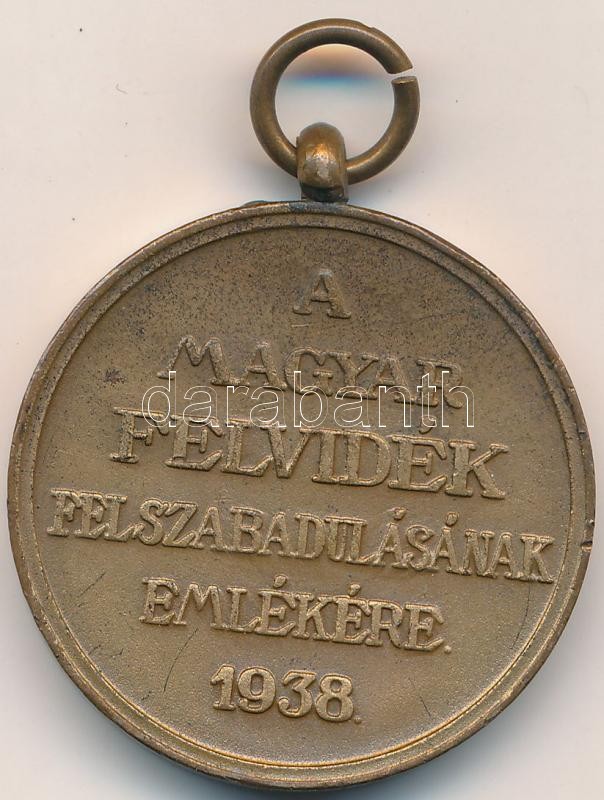 A
MAGYAR
darabanth
FELVIDÉK
FELSZABADULÁSÁNAK
EMLÉKÉRE.
1938.